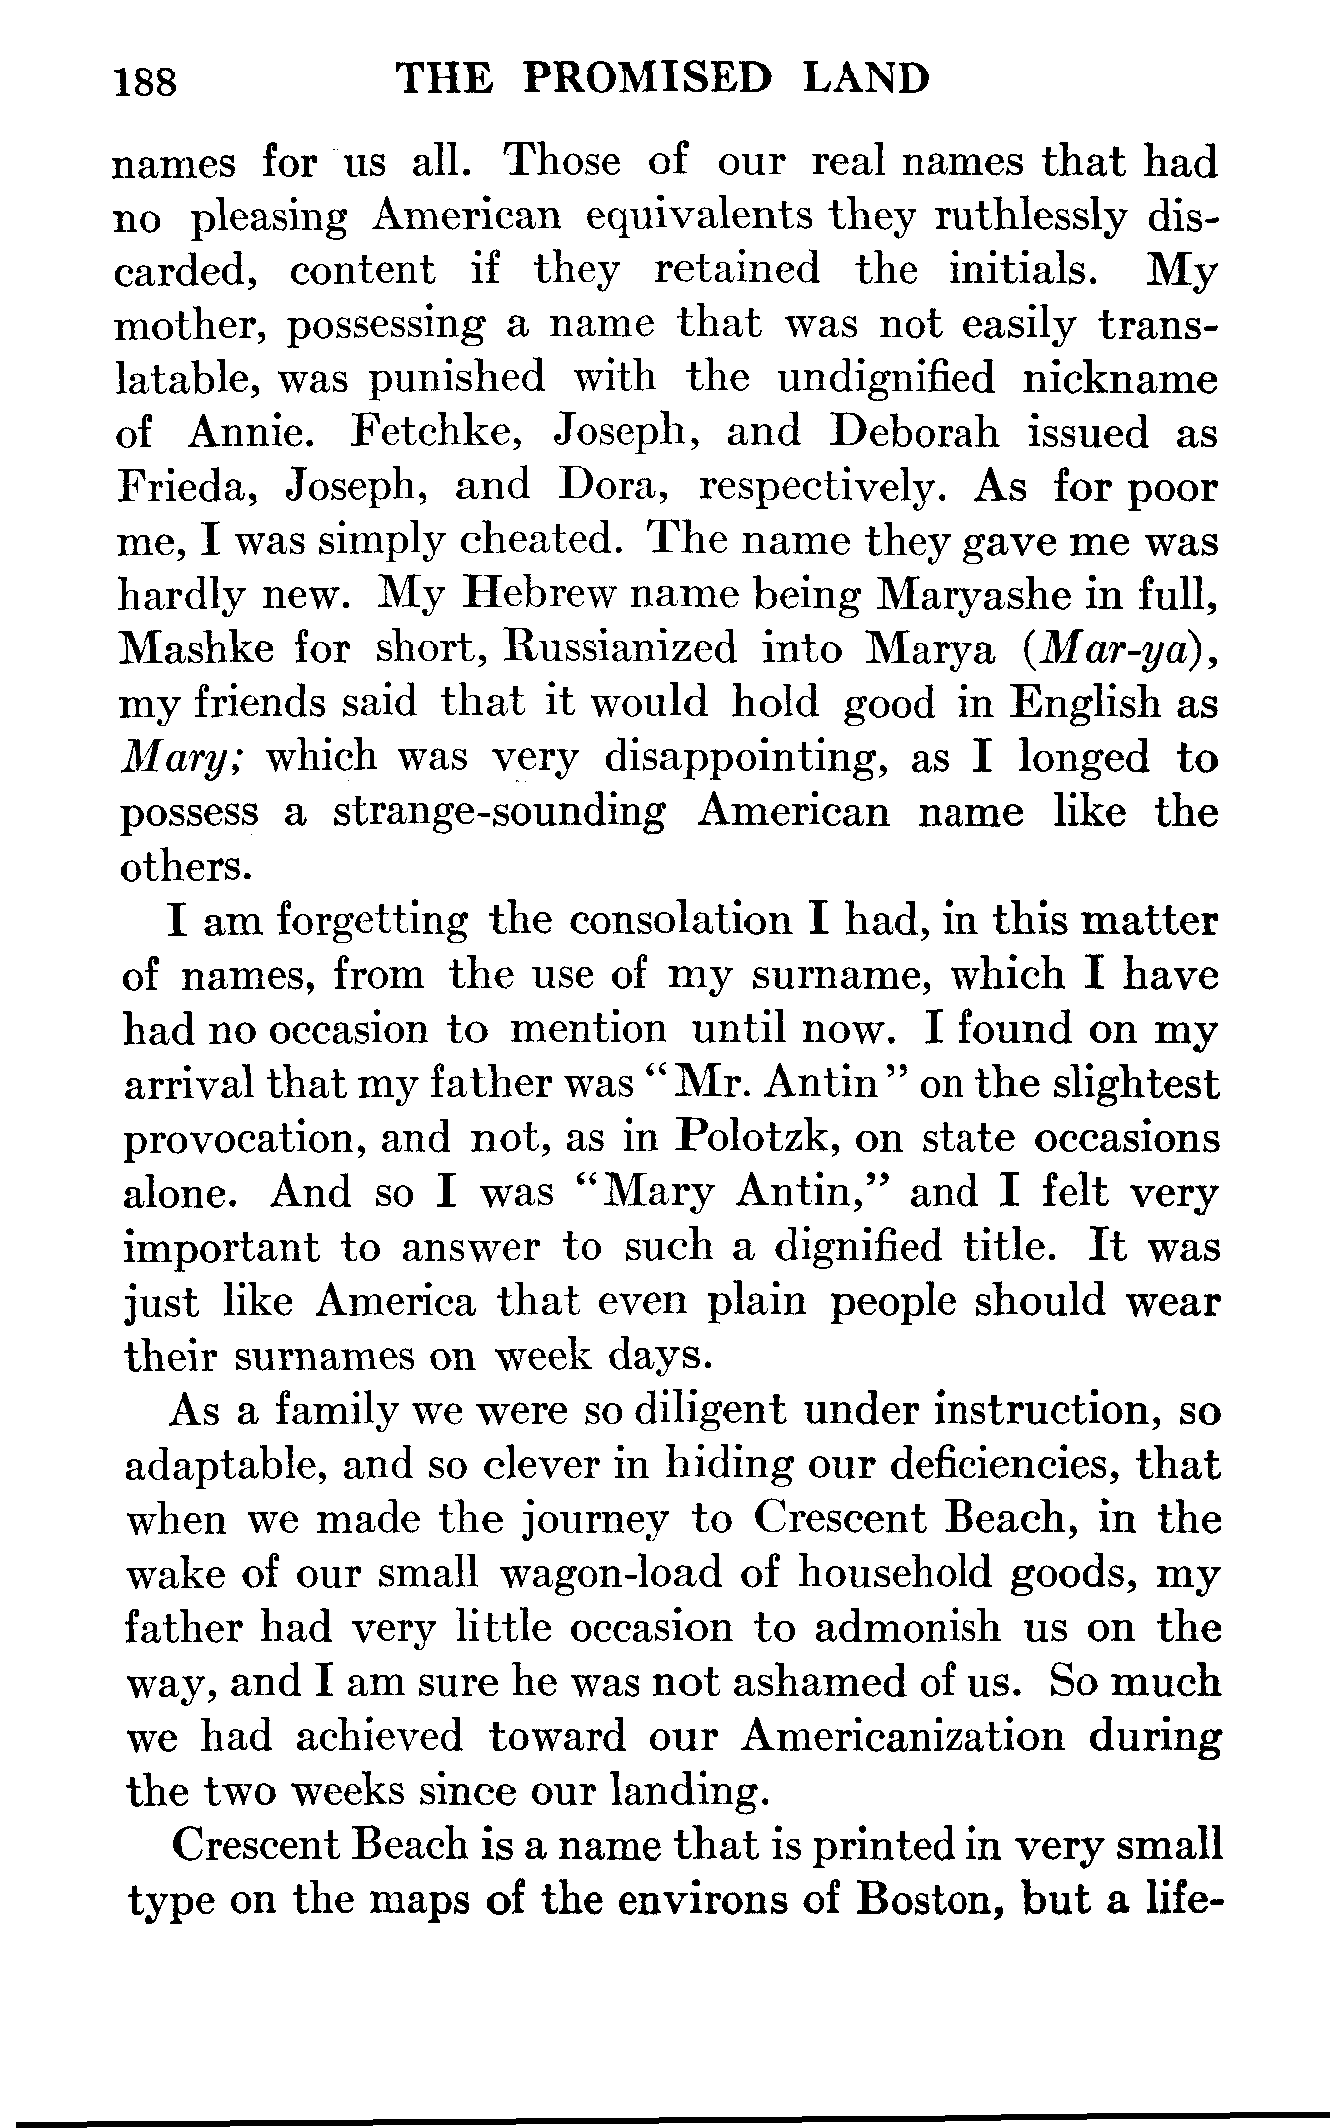 188 THE PROMISED LAND
names for us all. Those of our real names that had
no pleasing American equivalents they ruthlessly dis-
carded, content if they retained the initials. My
mother, possessing a name that was not easily trans-
latable, was punished with the undignified nickname
of Annie. Fetchke, Joseph, and Deborah issued as
Frieda, Joseph, and Dora, respectively. As for poor
me, I was simply cheated. The name they gave me was
hardly new. My Hebrew name being Maryashe in full,
Mashke for short, Russianized into Marya (Mar-ya),
my friends said that it would hold good in English as
Mary; which was very disappointing, as I longed to
possess a strange-sounding American name like the
others.
I am forgetting the consolation I had, in this matter
of names, from the use of my surname, which I have
had no occasion to mention until now. I found on my
arrival that my father was “Mr. Antin” on the slightest
provocation, and not, as in Polotzk, on state occasions
alone. And so I was “Mary Antin,” and I felt very
important to answer to such a dignified title. It was
just like America that even plain people should wear
their surnames on week days.
As a family we were so diligent under instruction, so
adaptable, and so clever in hiding our deficiencies, that
when we made the journey to Crescent Beach, in the
wake of our small wagon-load of household goods, my
father had very little occasion to admonish us on the
way, and I am sure he was not ashamed of us. So much
we had achieved toward our Americanization during
the two weeks since our landing.
Crescent Beach is a name that is printed in very small
type on the maps of the environs of Boston, but a life-